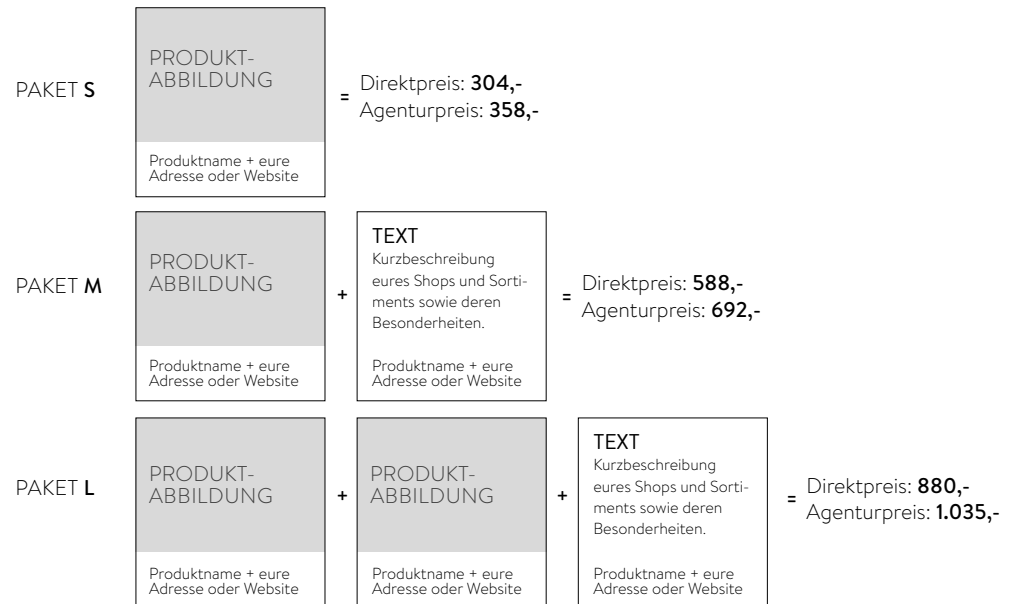 PAKET S
PRODUKT-
ABBILDUNG
Produktname + eure
Adresse oder Website
= Direktpreis: 304,-
Agenturpreis: 358,-
PAKET M
PRODUKT-
ABBILDUNG
Produktname + eure
Adresse oder Website
+
TEXT
Kurzbeschreibung
eures Shops und Sorti-
ments sowie deren
Besonderheiten.
Produktname + eure
Adresse oder Website
= Direktpreis: 588,-
Agenturpreis: 692,-
PAKET L
PRODUKT-
ABBILDUNG
Produktname + eure
Adresse oder Website
+
PRODUKT-
ABBILDUNG
Produktname + eure
Adresse oder Website
+
TEXT
Kurzbeschreibung
eures Shops und Sorti-
ments sowie deren
Besonderheiten.
Produktname + eure
Adresse oder Website
= Direktpreis: 880,-
Agenturpreis: 1.035,-